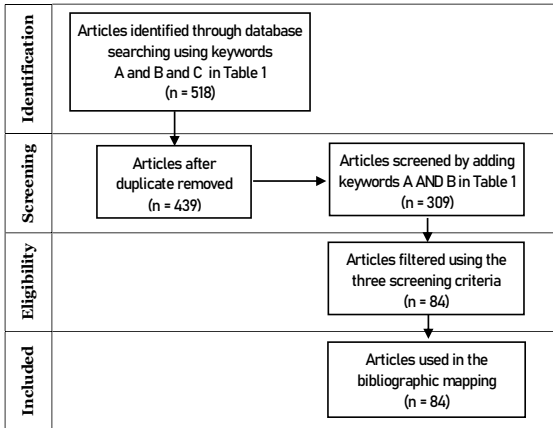 Identification
Articles identified through database
searching using keywords
A and B and C in Table 1
(n = 518)
Screening
Articles after
duplicate removed
(n = 439)
Articles screened by adding
keywords A AND B in Table 1
(n = 309)
Eligibility
Articles filtered using the
three screening criteria
(n = 84)
Included
Articles used in the
bibliographic mapping
(n = 84)